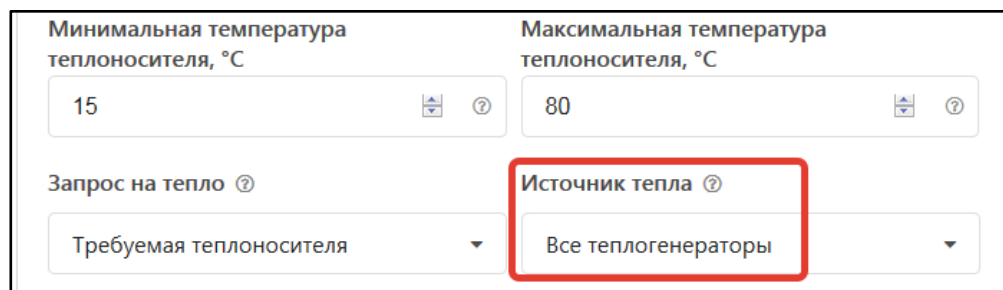 Минимальная температура
теплоносителя, °C
Максимальная температура
теплоносителя, °C
15
80
Запрос на тепло
Источник тепла
Требуемая теплоносителя
Все теплогенераторы